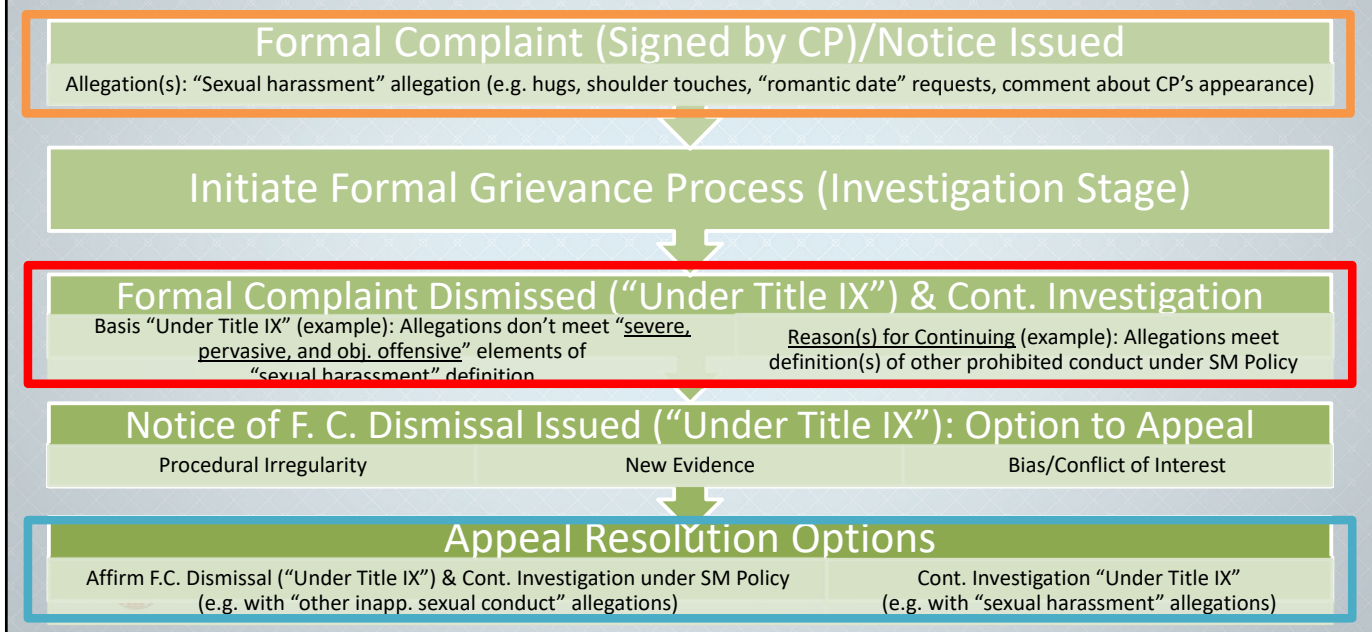 Formal Complaint (Signed by CP)/Notice Issued
Allegation(s): “Sexual harassment” allegation (e.g. hugs, shoulder touches, “romantic date” requests, comment about CP’s appearance)
Initiate Formal Grievance Process (Investigation Stage)
Formal Complaint Dismissed (“Under Title IX”) & Cont. Investigation
Basis “Under Title IX” (example): Allegations don’t meet “severe,
pervasive, and obj. offensive” elements of
“sexual harassment” definition
Reason(s) for Continuing (example): Allegations meet
definition(s) of other prohibited conduct under SM Policy
Notice of F. C. Dismissal Issued (“Under Title IX”): Option to Appeal
Procedural Irregularity
New Evidence
Bias/Conflict of Interest
Appeal Resolution Options
Affirm F.C. Dismissal (“Under Title IX”) & Cont. Investigation under SM Policy
(e.g. with “other inapp. sexual conduct” allegations)
Cont. Investigation “Under Title IX”
(e.g. with “sexual harassment” allegations)